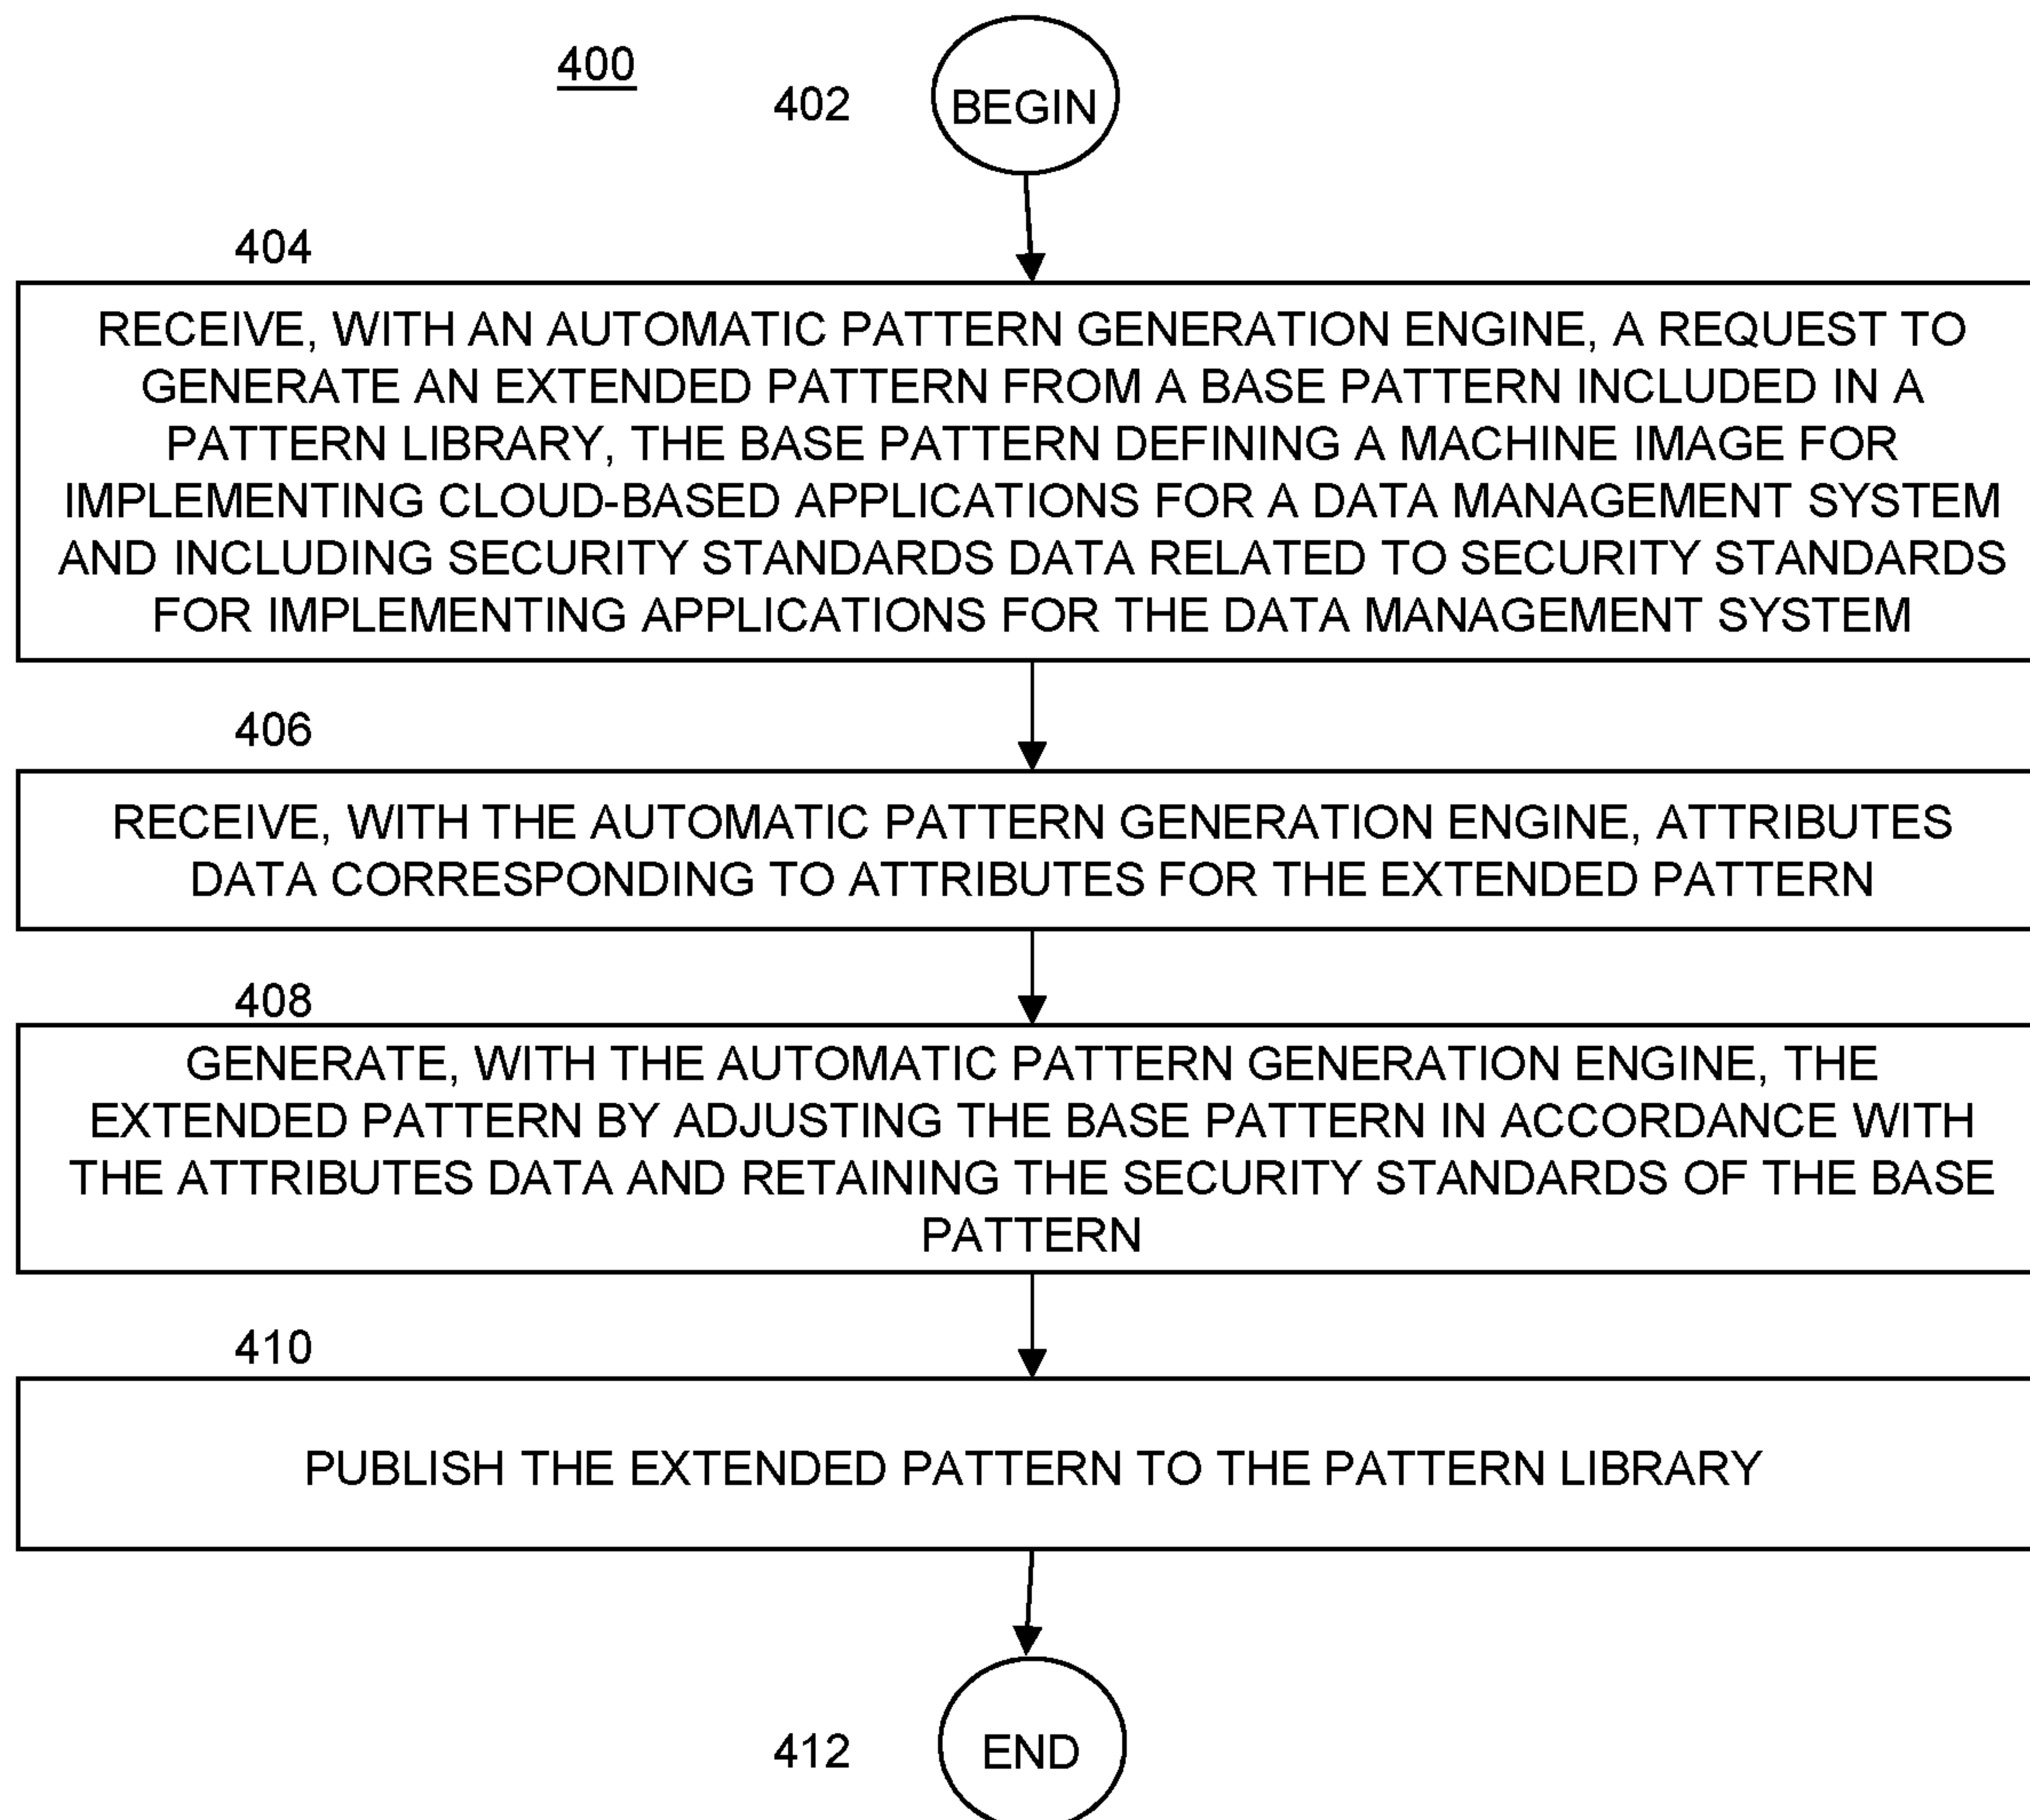 400
402
BEGIN
404
RECEIVE, WITH AN AUTOMATIC PATTERN GENERATION ENGINE, A REQUEST TO
GENERATE AN EXTENDED PATTERN FROM A BASE PATTERN INCLUDED IN A
PATTERN LIBRARY, THE BASE PATTERN DEFINING A MACHINE IMAGE FOR
IMPLEMENTING CLOUD-BASED APPLICATIONS FOR A DATA MANAGEMENT SYSTEM
AND INCLUDING SECURITY STANDARDS DATA RELATED TO SECURITY STANDARDS
FOR IMPLEMENTING APPLICATIONS FOR THE DATA MANAGEMENT SYSTEM
406
RECEIVE, WITH THE AUTOMATIC PATTERN GENERATION ENGINE, ATTRIBUTES
DATA CORRESPONDING TO ATTRIBUTES FOR THE EXTENDED PATTERN
408
GENERATE, WITH THE AUTOMATIC PATTERN GENERATION ENGINE, THE
EXTENDED PATTERN BY ADJUSTING THE BASE PATTERN IN ACCORDANCE WITH
THE ATTRIBUTES DATA AND RETAINING THE SECURITY STANDARDS OF THE BASE
PATTERN
410
PUBLISH THE EXTENDED PATTERN TO THE PATTERN LIBRARY
412
END